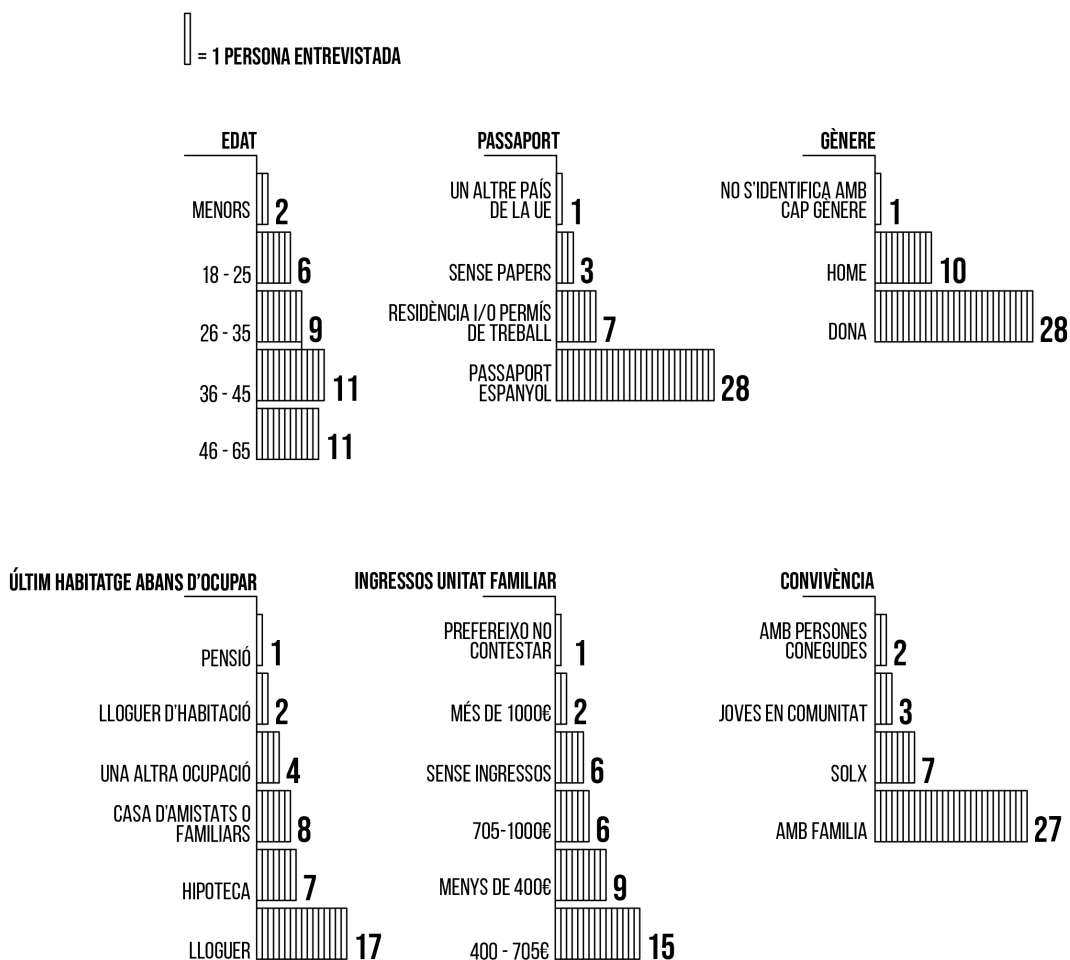 = 1 PERSONA ENTREVISTADA
EDAT
MENORS 2
18 - 25 6
26 - 35 9
36 - 45 11
46 - 65 11
PASSAPORT
UN ALTRE PAÍS
DE LA UE 1
SENSE PAPERS 3
RESIDÈNCIA I/O PERMÍS
DE TREBALL 7
PASSAPORT
ESPANYOL 28
GÈNERE
NO S'IDENTIFICA AMB
CAP GÈNERE 1
HOME 10
DONA 28
ÚLTIM HABITATGE ABANS D'OCUPAR
PENSIÓ 1
LLOGUER D'HABITACIÓ 2
UNA ALTRA OCUPACIÓ 4
CASA D'AMISTATS O
FAMILIARS 8
HIPOTECA 7
LLOGUER 17
INGRESSOS UNITAT FAMILIAR
PREFEREIXO NO
CONTESTAR 1
MÉS DE 1000€ 2
SENSE INGRESSOS 6
705-1000€ 6
MENYS DE 400€ 9
400 - 705€ 15
CONVIVÈNCIA
AMB PERSONES
CONEGUDES 2
JOVES EN COMUNITAT 3
SOLX 7
AMB FAMILIA 27